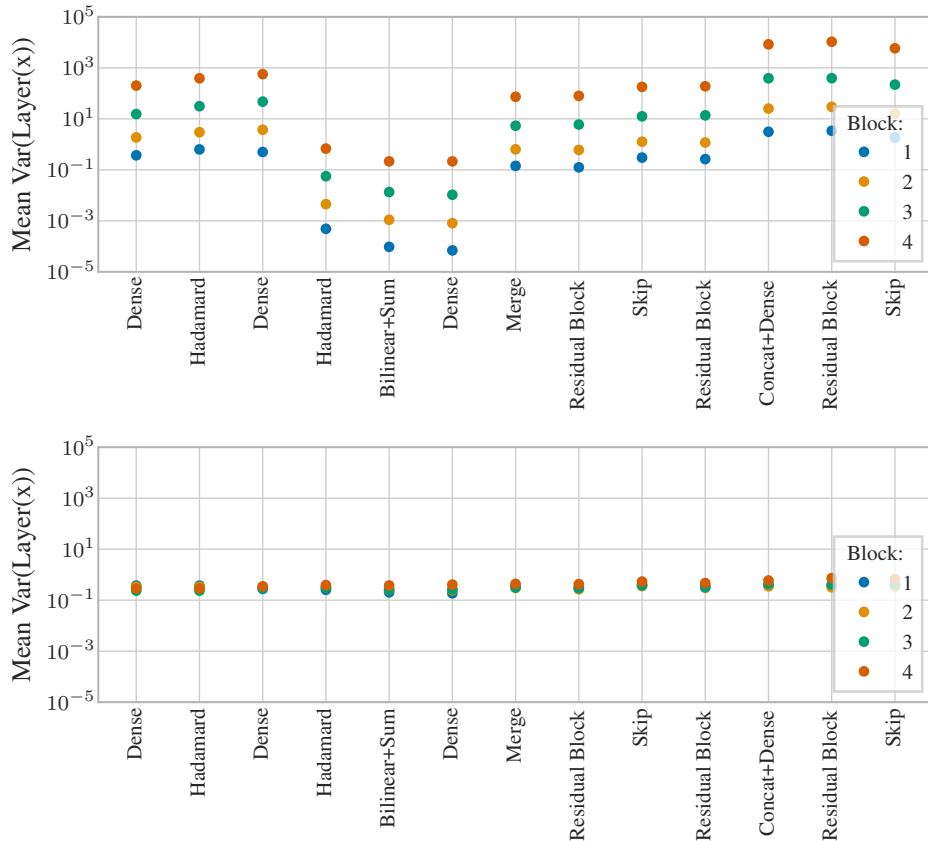 Mean Var(Layer(x))
10^5
10^3
10^1
10^−1
10^−3
10^−5
Block:
1
2
3
4
Dense
Hadamard
Dense
Hadamard
Bilinear+Sum
Dense
Merge
Residual Block
Skip
Residual Block
Concat+Dense
Residual Block
Skip
Mean Var(Layer(x))
10^5
10^3
10^1
10^−1
10^−3
10^−5
Block:
1
2
3
4
Dense
Hadamard
Dense
Hadamard
Bilinear+Sum
Dense
Merge
Residual Block
Skip
Residual Block
Concat+Dense
Residual Block
Skip